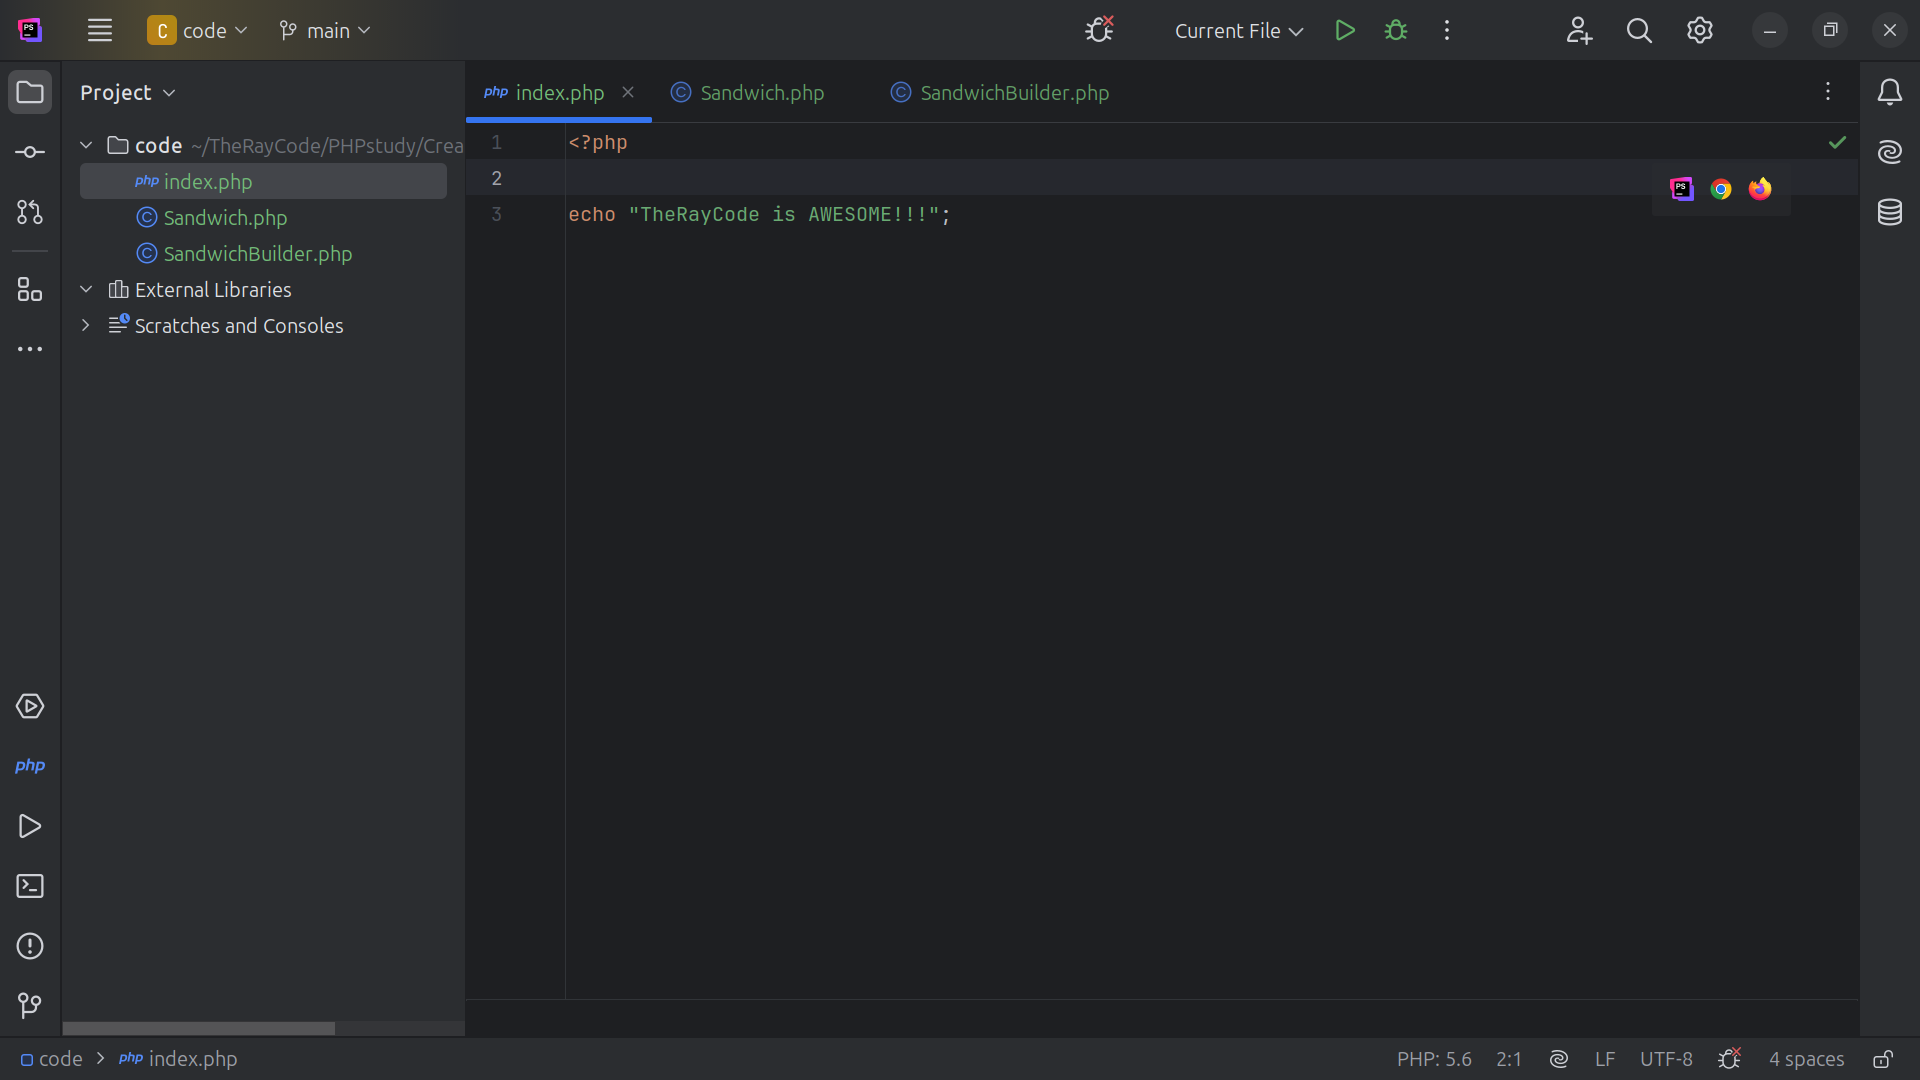 PS
C code main
Current File
Project
php index.php
Sandwich.php
SandwichBuilder.php
code ~/TheRayCode/PHPstudy/Crea
php index.php
Sandwich.php
SandwichBuilder.php
External Libraries
Scratches and Consoles
1 <?php
2
3 echo "TheRayCode is AWESOME!!!";
PS
php
code > php index.php
PHP: 5.6 2:1 LF UTF-8 4 spaces